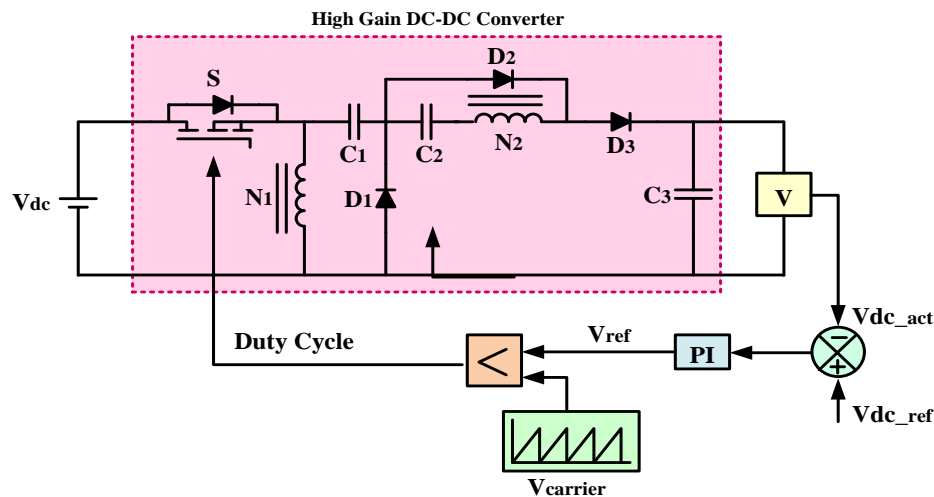 High Gain DC-DC Converter
S
D2
C1
C2
N2
D3
Vdc
N1
D1
C3
V
Duty Cycle
<
Vref
PI
Vdc_act
−
+
Vdc_ref
Vcarrier